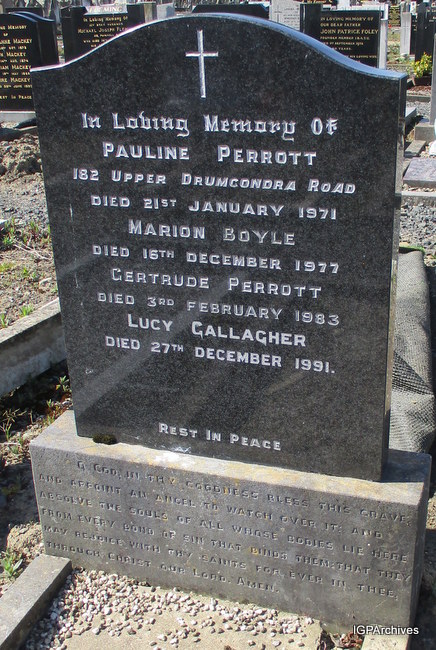 In Loving Memory Of
PAULINE PERROTT
182 UPPER DRUMCONDRA ROAD
DIED 21ST JANUARY 1971
MARION BOYLE
DIED 16TH DECEMBER 1977
GERTRUDE PERROTT
DIED 3RD FEBRUARY 1983
LUCY GALLAGHER
DIED 27TH DECEMBER 1991.
REST IN PEACE
O GOD, IN THY GOODNESS BLESS THIS GRAVE
AND APPOINT AN ANGEL TO WATCH OVER IT: AND
ABSOLVE THE SOULS OF ALL WHOSE BODIES LIE HERE
FROM EVERY BOND OF SIN THAT BINDS THEM: THAT THEY
MAY REJOICE WITH THY SAINTS FOR EVER IN THEE,
THROUGH CHRIST OUR LORD, AMEN.
JOHN PATRICK FOLEY
IGPArchives